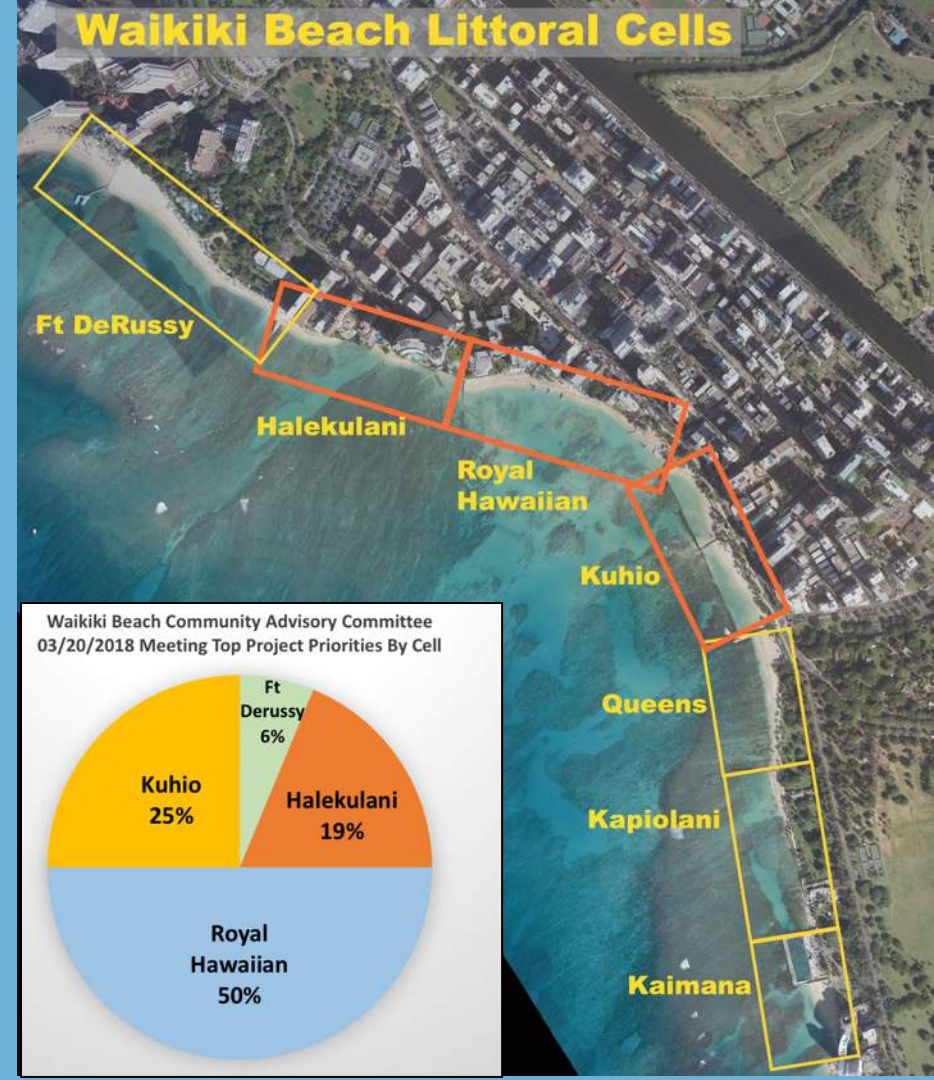 Waikiki Beach Littoral Cells
Ft DeRussy
Halekulani
Royal
Hawaiian
Kuhio
Queens
Kapiolani
Kaimana
Waikiki Beach Community Advisory Committee
03/20/2018 Meeting Top Project Priorities By Cell
Ft
Derussy
6%
Halekulani
19%
Kuhio
25%
Royal
Hawaiian
50%